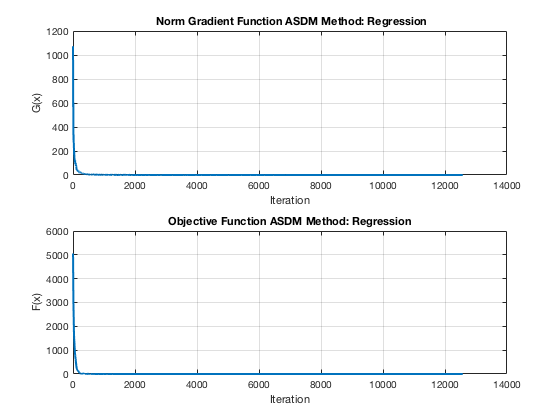 Norm Gradient Function ASDM Method: Regression
1200
1000
800
600
400
200
0
G(x)
0 2000 4000 6000 8000 10000 12000 14000
Iteration
Objective Function ASDM Method: Regression
6000
5000
4000
3000
2000
1000
0
F(x)
0 2000 4000 6000 8000 10000 12000 14000
Iteration